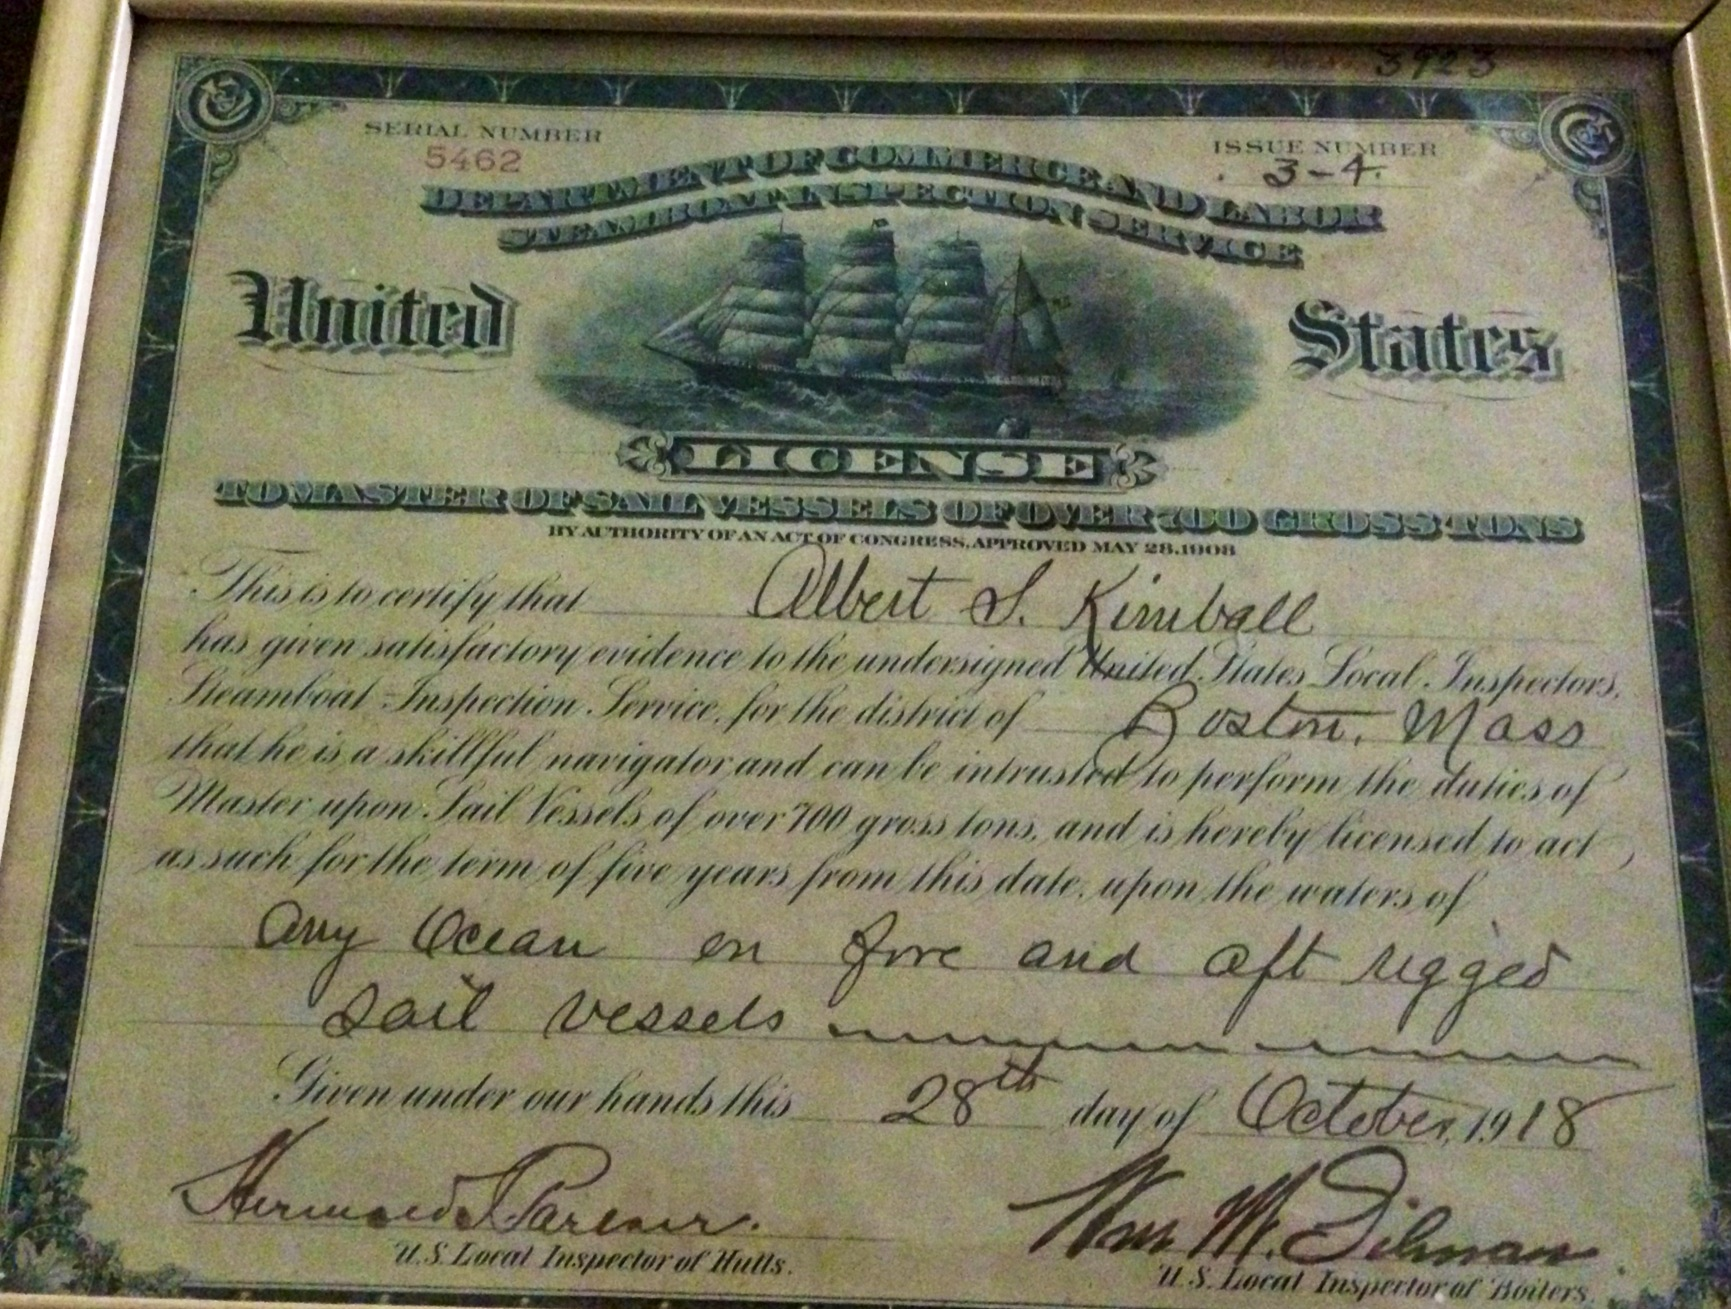 3923
SERIAL NUMBER
5462
ISSUE NUMBER
3-4.
DEPARTMENT OF COMMERCE AND LABOR
STEAMBOAT INSPECTION SERVICE
United States
LICENSE
TO MASTER OF SAIL VESSELS OF OVER 700 GROSS TONS
BY AUTHORITY OF AN ACT OF CONGRESS, APPROVED MAY 28, 1908
This is to certify that Albert S. Kimball
has given satisfactory evidence to the undersigned United States Local Inspectors,
Steamboat-Inspection Service, for the district of Boston, Mass
that he is a skillful navigator and can be intrusted to perform the duties of
Master upon Sail Vessels of over 700 gross tons, and is hereby licensed to act
as such for the term of five years from this date, upon the waters of
any Ocean on fore and aft rigged
sail vessels
Given under our hands this 28th day of October, 1918
Wm M. Gilman
U.S. Local Inspector of Hulls.
U.S. Local Inspector of Boilers.